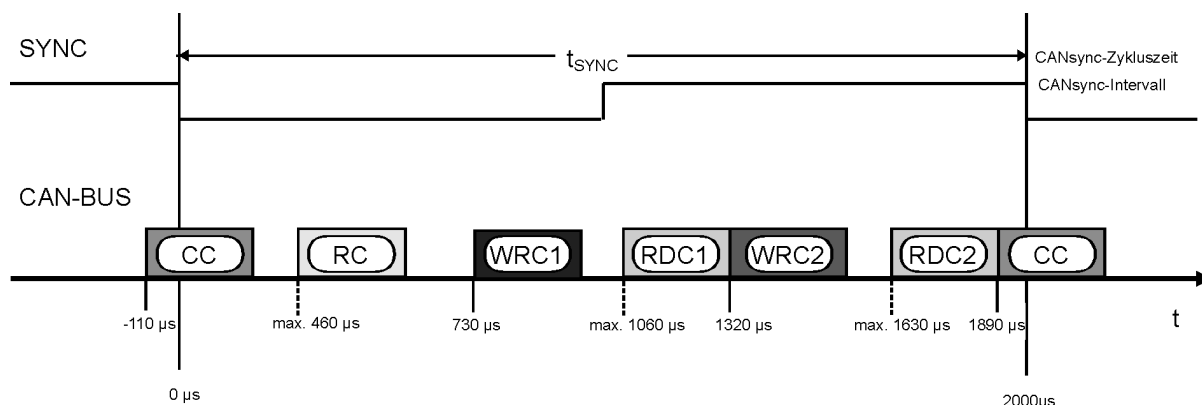 SYNC
tSYNC
CANsync-Zykluszeit
CANsync-Intervall
CAN-BUS
CC
RC
WRC1
RDC1
WRC2
RDC2
CC
-110 µs
max. 460 µs
730 µs
max. 1060 µs
1320 µs
max. 1630 µs
1890 µs
t
0 µs
2000µs